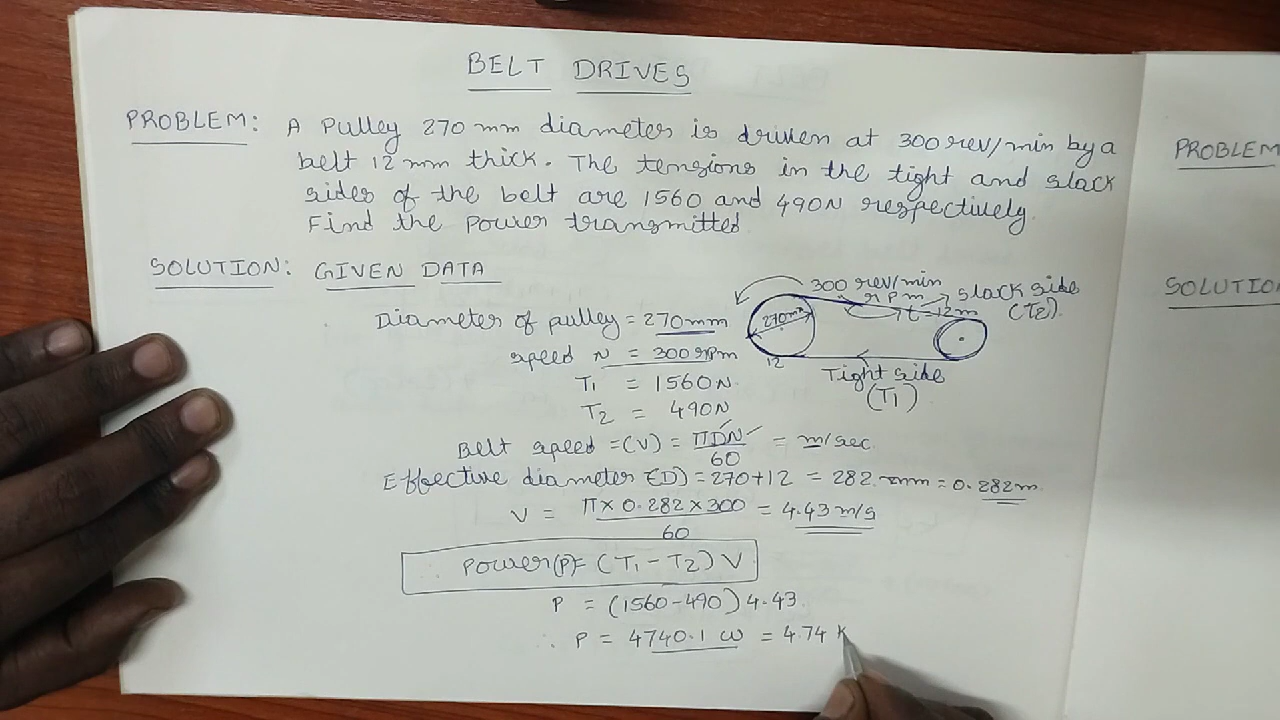 BELT DRIVES
PROBLEM: A Pulley 270 mm diameter is driven at 300 rev/min by a
belt 12 mm thick. The tensions in the tight and slack
sides of the belt are 1560 and 490N respectively.
Find the power transmitted
SOLUTION: GIVEN DATA
Diameter of pulley = 270mm
speed N = 300 rpm
T1 = 1560N
T2 = 490N
300 rev/min
rpm
slack side
(T2).
t=12m
270mm
12
Tight side
(T1)
Belt speed =(V) = πDN/60 = m/sec.
Effective diameter (D) = 270+12 = 282 mm = 0.282m
V = π×0.282×300/60 = 4.43 m/s
Power(P)= (T1-T2) V
P = (1560-490) 4.43
∴ P = 4740.1 W = 4.74 K
PROBLEM
SOLUTION